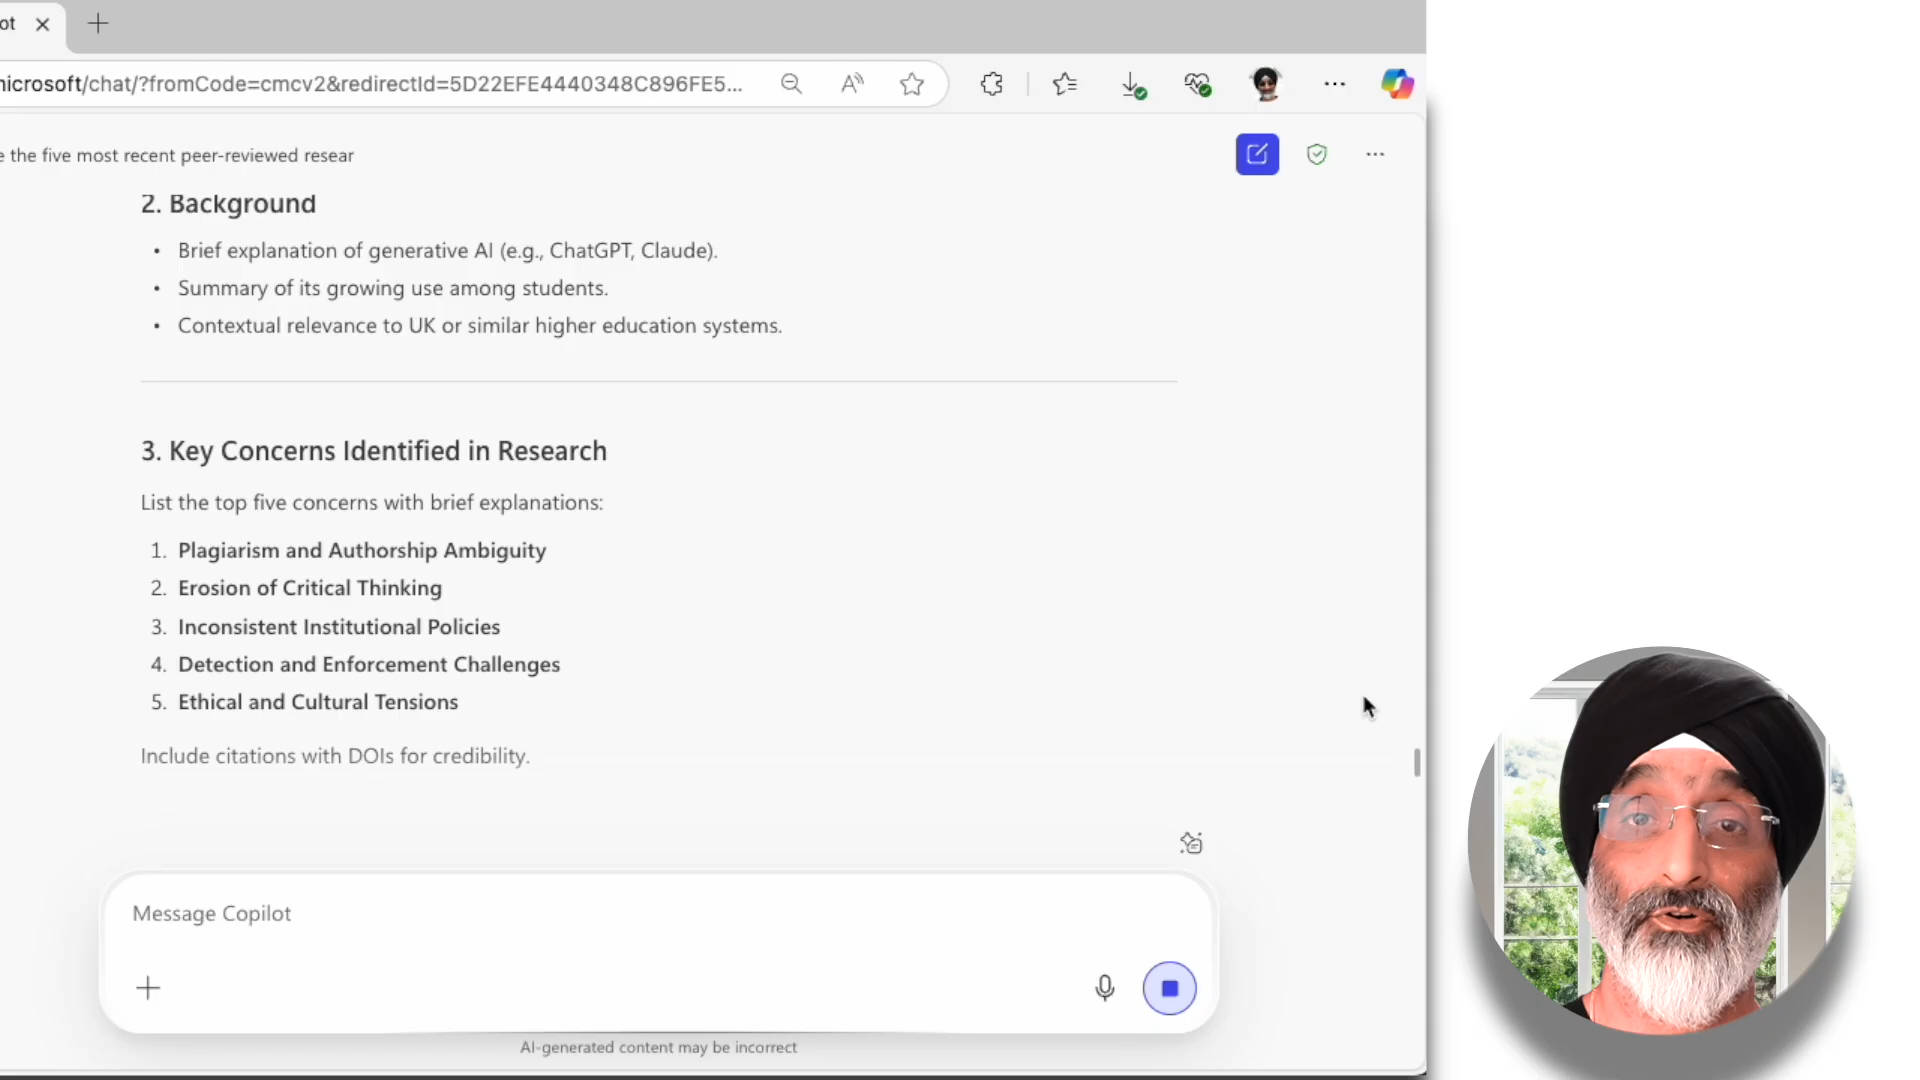 ot
microsoft/chat/?fromCode=cmcv2&redirectId=5D22EFE4440348C896FE5...
e the five most recent peer-reviewed resear
2. Background
• Brief explanation of generative AI (e.g., ChatGPT, Claude).
• Summary of its growing use among students.
• Contextual relevance to UK or similar higher education systems.
3. Key Concerns Identified in Research
List the top five concerns with brief explanations:
1. Plagiarism and Authorship Ambiguity
2. Erosion of Critical Thinking
3. Inconsistent Institutional Policies
4. Detection and Enforcement Challenges
5. Ethical and Cultural Tensions
Include citations with DOIs for credibility.
Message Copilot
AI-generated content may be incorrect